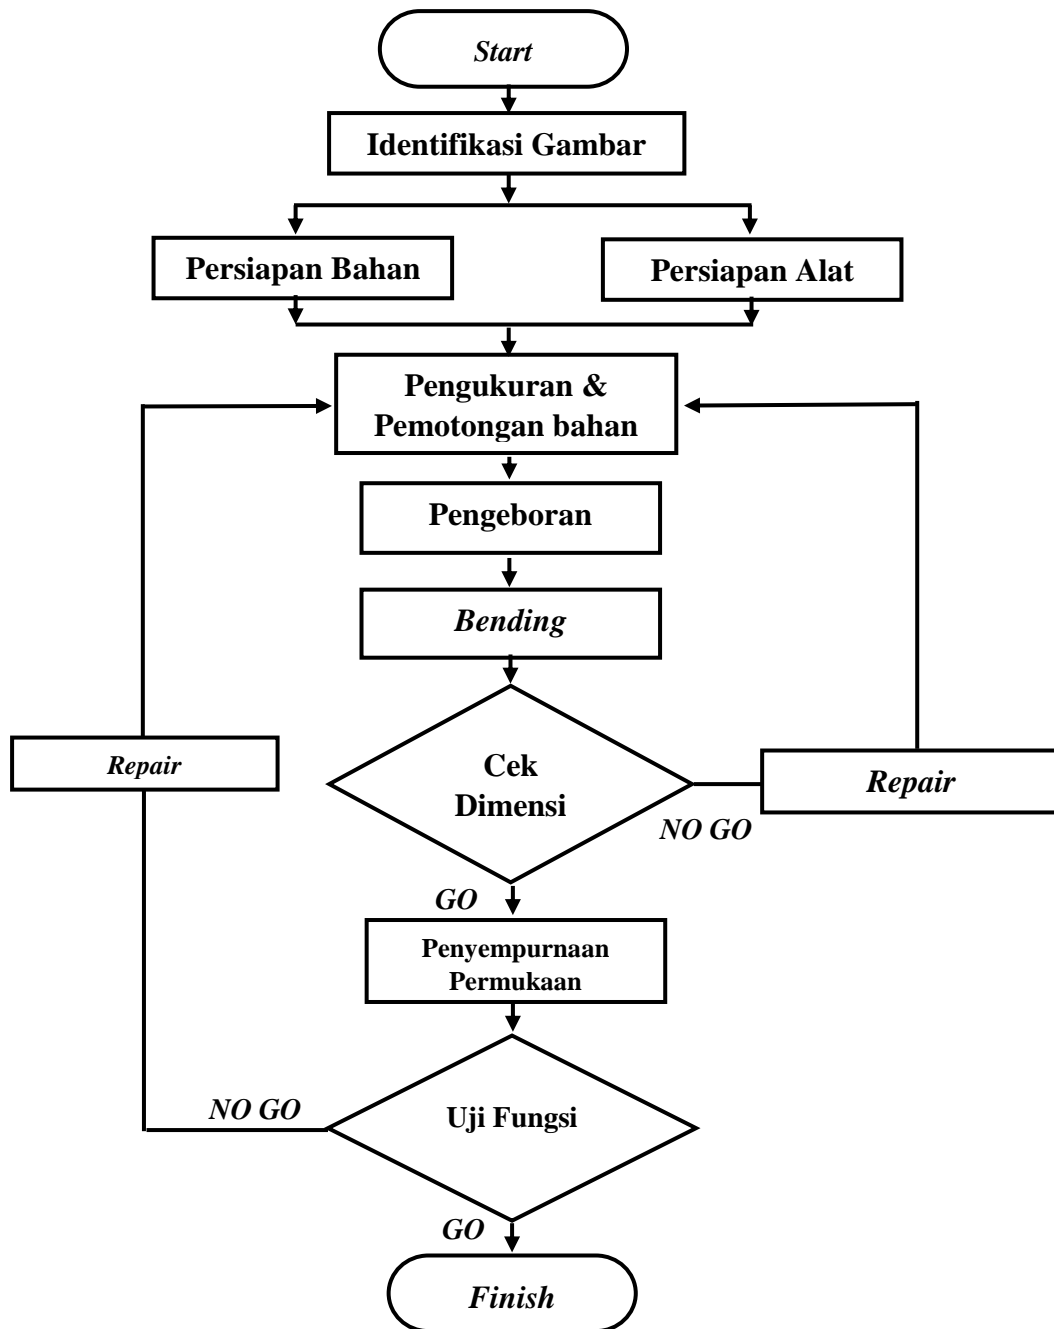 Start
Identifikasi Gambar
Persiapan Bahan
Persiapan Alat
Pengukuran &
Pemotongan bahan
Pengeboran
Bending
Repair
Cek
Dimensi
Repair
NO GO
GO
Penyempurnaan
Permukaan
NO GO
Uji Fungsi
GO
Finish